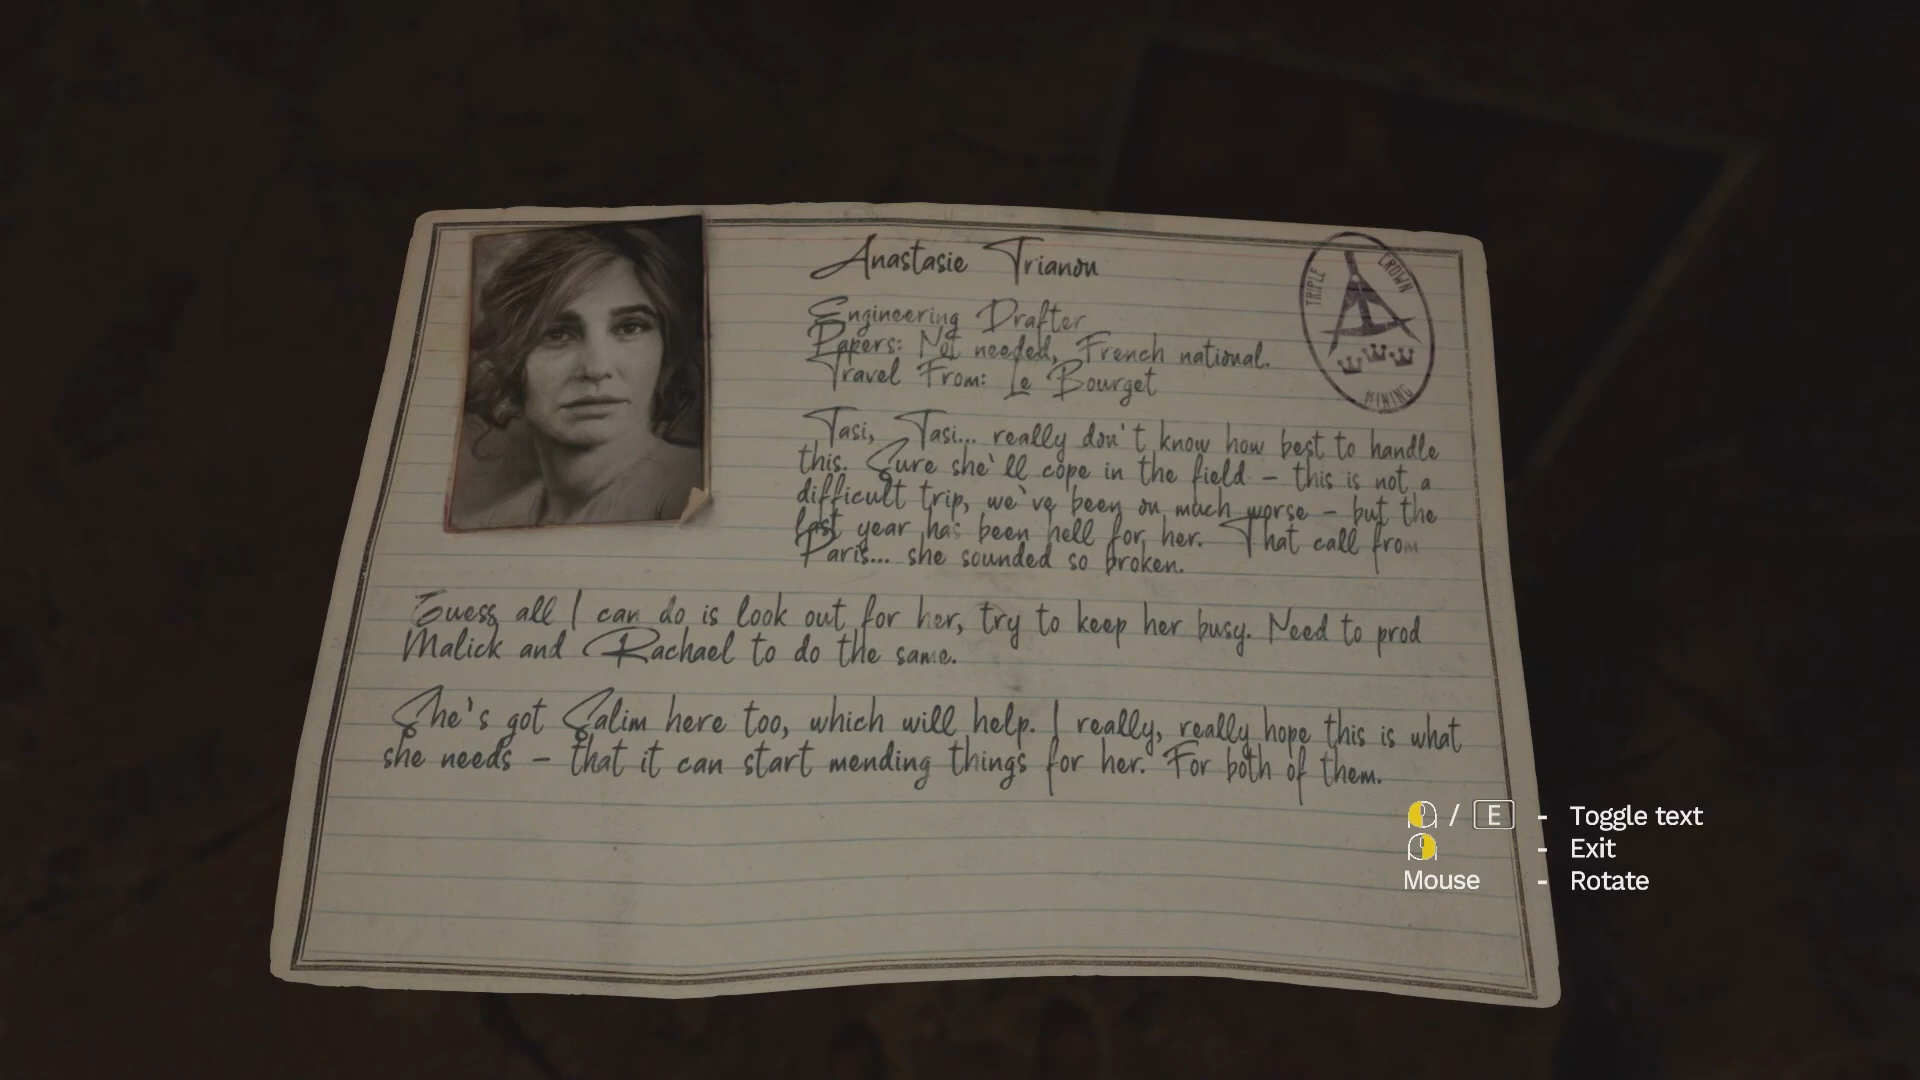 Anastasie Trianon
TRIPLE CROWN
MINING
Engineering Drafter
Papers: Not needed, French national.
Travel From: Le Bourget
Tasi, Tasi... really don't know how best to handle
this. Sure she'll cope in the field – this is not a
difficult trip, we've been on much worse – but the
last year has been hell for her. That call from
Paris... she sounded so broken.
Guess all I can do is look out for her, try to keep her busy. Need to prod
Malick and Rachael to do the same.
She's got Salim here too, which will help. I really, really hope this is what
she needs – that it can start mending things for her. For both of them.
/ E - Toggle text
- Exit
Mouse - Rotate